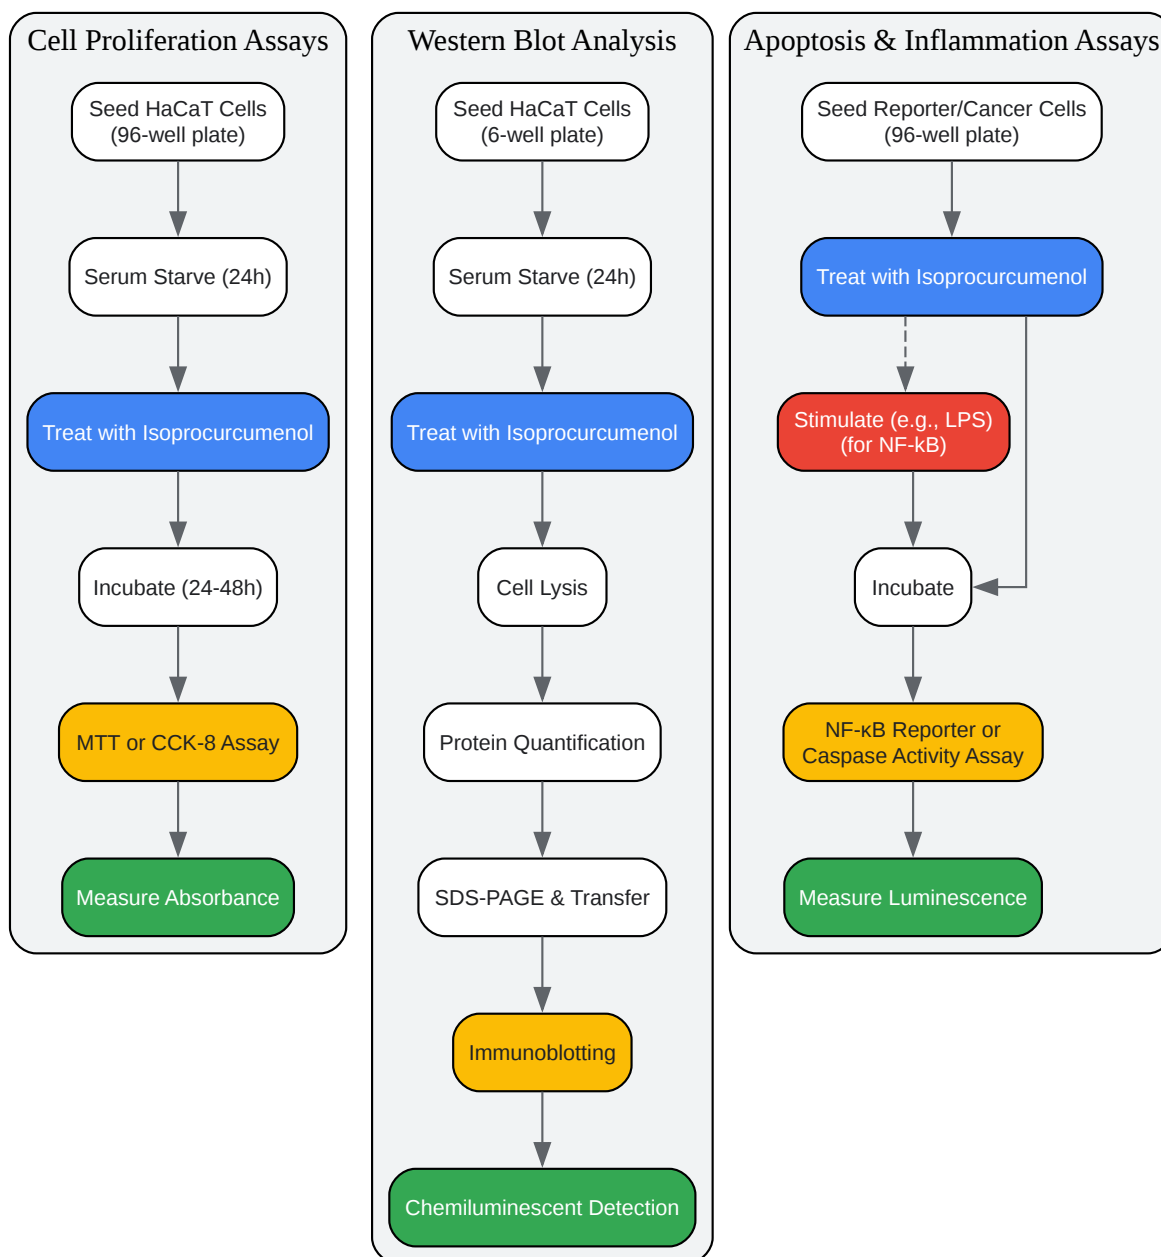 Cell Proliferation Assays
Seed HaCaT Cells
(96-well plate)
Serum Starve (24h)
Treat with Isoprocurcumenol
Incubate (24-48h)
MTT or CCK-8 Assay
Measure Absorbance
Western Blot Analysis
Seed HaCaT Cells
(6-well plate)
Serum Starve (24h)
Treat with Isoprocurcumenol
Cell Lysis
Protein Quantification
SDS-PAGE & Transfer
Immunoblotting
Chemiluminescent Detection
Apoptosis & Inflammation Assays
Seed Reporter/Cancer Cells
(96-well plate)
Treat with Isoprocurcumenol
Stimulate (e.g., LPS)
(for NF-kB)
Incubate
NF-κB Reporter or
Caspase Activity Assay
Measure Luminescence